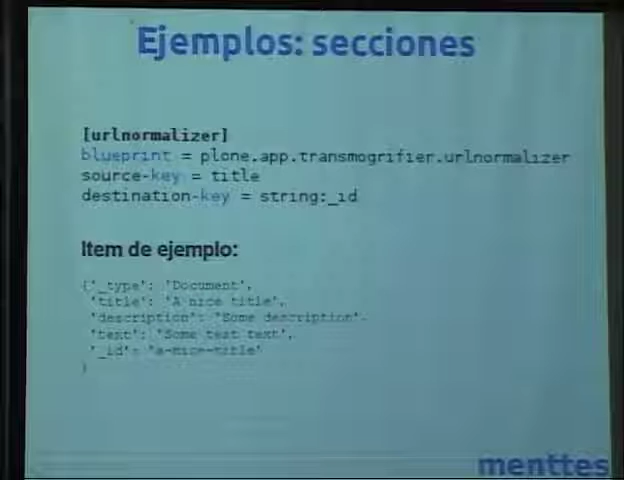 Ejemplos: secciones
[urlnormalizer]
blueprint = plone.app.transmogrifier.urlnormalizer
source-key = title
destination-key = string:_id
Item de ejemplo:
{'_type': 'Document',
'title': 'A nice title',
'description': 'Some description',
'text': 'Some test text',
'_id': 'a-nice-title'
}
menttes